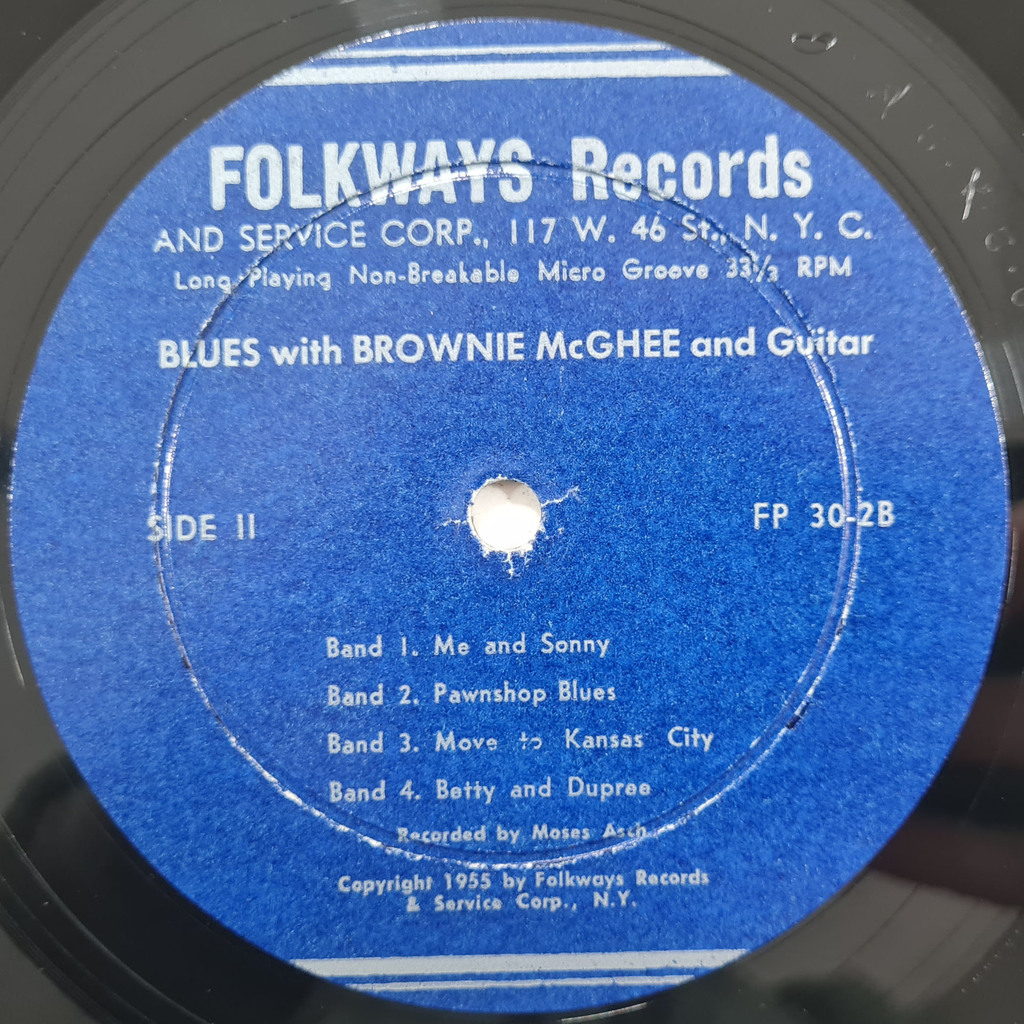 FOLKWAYS Records
AND SERVICE CORP., 117 W. 46 St., N. Y. C.
Long Playing Non-Breakable Micro Groove 33⅓ RPM
BLUES with BROWNIE McGHEE and Guitar
SIDE II
FP 30-2B
Band 1. Me and Sonny
Band 2. Pawnshop Blues
Band 3. Move to Kansas City
Band 4. Betty and Dupree
Recorded by Moses Asch
Copyright 1955 by Folkways Records
& Service Corp., N.Y.